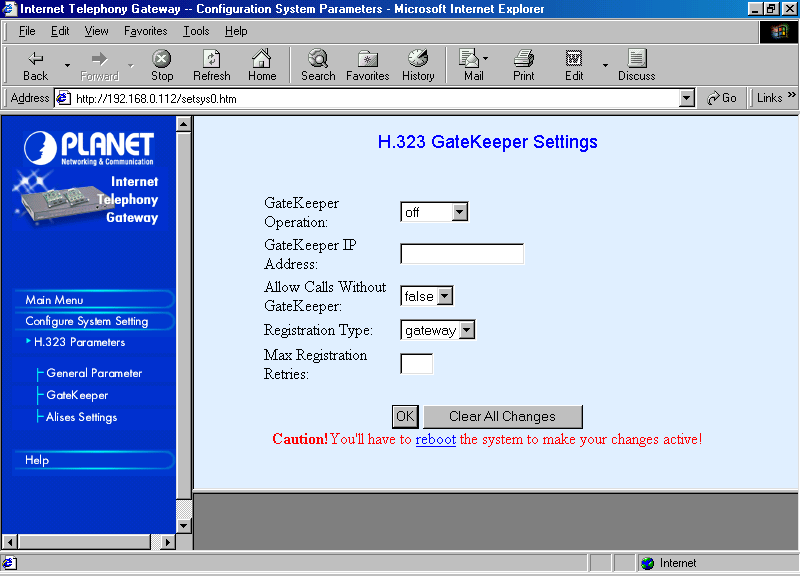 Internet Telephony Gateway -- Configuration System Parameters - Microsoft Internet Explorer
File Edit View Favorites Tools Help
Back Forward Stop Refresh Home Search Favorites History Mail Print Edit Discuss
Address http://192.168.0.112/setsys0.htm Go Links »
PLANET
Networking & Communication
Internet
Telephony
Gateway
Main Menu
Configure System Setting
H.323 Parameters
General Parameter
GateKeeper
Alises Settings
Help
H.323 GateKeeper Settings
GateKeeper
Operation: off
GateKeeper IP
Address:
Allow Calls Without
GateKeeper: false
Registration Type: gateway
Max Registration
Retries:
OK Clear All Changes
Caution! You'll have to reboot the system to make your changes active!
Internet